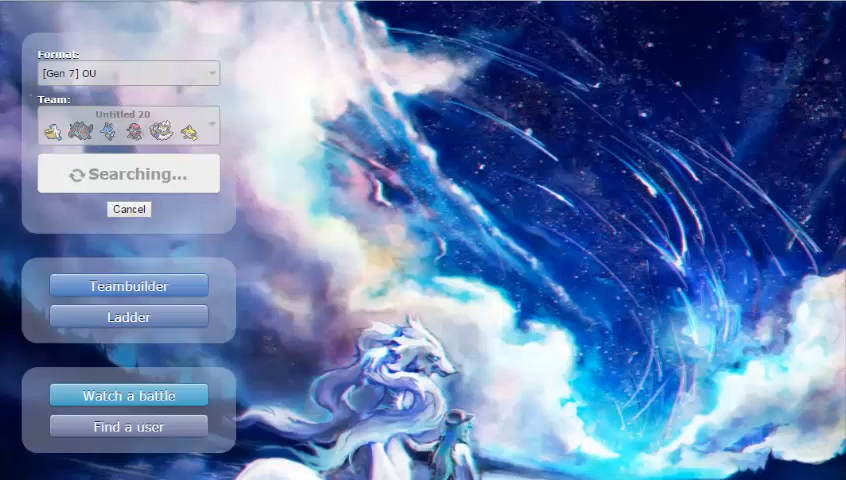 Format:
[Gen 7] OU
Team:
Untitled 20
Searching...
Cancel
Teambuilder
Ladder
Watch a battle
Find a user